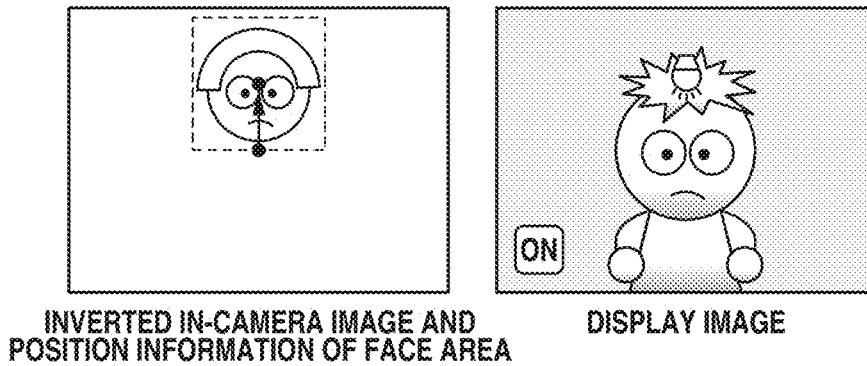 ON
INVERTED IN-CAMERA IMAGE AND
POSITION INFORMATION OF FACE AREA
DISPLAY IMAGE